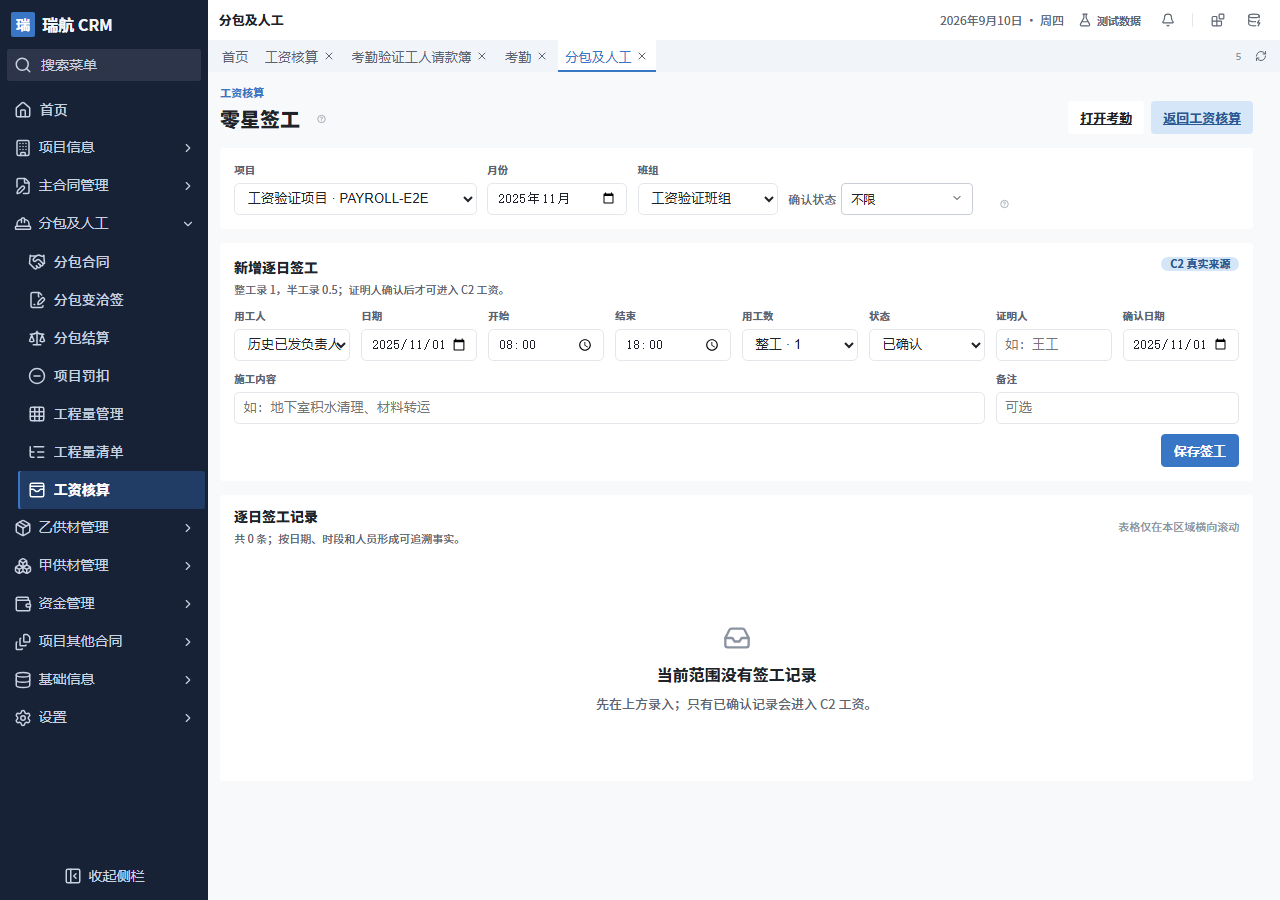 瑞 瑞航 CRM
搜索菜单
首页
项目信息
主合同管理
分包及人工
分包合同
分包变洽签
分包结算
项目罚扣
工程量管理
工程量清单
工资核算
乙供材管理
甲供材管理
资金管理
项目其他合同
基础信息
设置
收起侧栏
分包及人工
2026年9月10日 · 周四 测试数据
首页 工资核算 × 考勤验证工人请款簿 × 考勤 × 分包及人工 × 5
工资核算
零星签工
打开考勤 返回工资核算
项目 月份 班组
工资验证项目 · PAYROLL-E2E 2025年11月 工资验证班组 确认状态 不限
新增逐日签工 C2 真实来源
整工录 1，半工录 0.5；证明人确认后才可进入 C2 工资。
用工人 日期 开始 结束 用工数 状态 证明人 确认日期
历史已发负责人 2025/11/01 08:00 18:00 整工 · 1 已确认 如：王工 2025/11/01
施工内容 备注
如：地下室积水清理、材料转运 可选
保存签工
逐日签工记录
共 0 条；按日期、时段和人员形成可追溯事实。
表格仅在本区域横向滚动
当前范围没有签工记录
先在上方录入；只有已确认记录会进入 C2 工资。